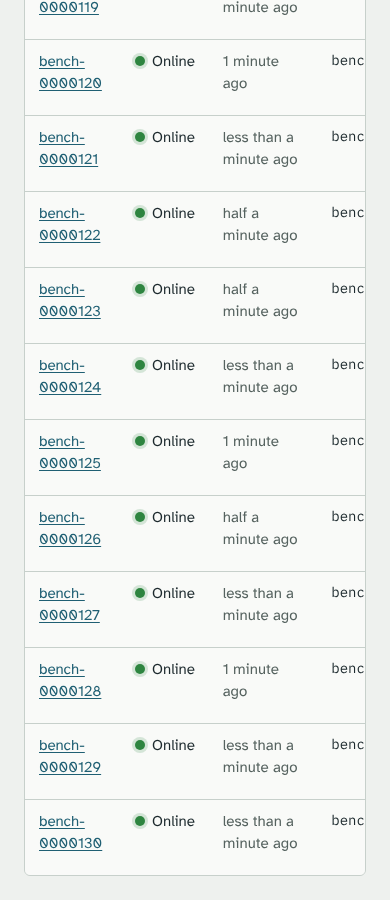 0000119
minute ago
bench-
Online
1 minute
benc
0000120
ago
bench-
Online
less than a
benc
0000121
minute ago
bench-
Online
half a
benc
0000122
minute ago
bench-
Online
half a
benc
0000123
minute ago
bench-
Online
less than a
benc
0000124
minute ago
bench-
Online
1 minute
benc
0000125
ago
bench-
Online
half a
benc
0000126
minute ago
bench-
Online
less than a
benc
0000127
minute ago
bench-
Online
1 minute
benc
0000128
ago
bench-
Online
less than a
benc
0000129
minute ago
bench-
Online
less than a
benc
0000130
minute ago